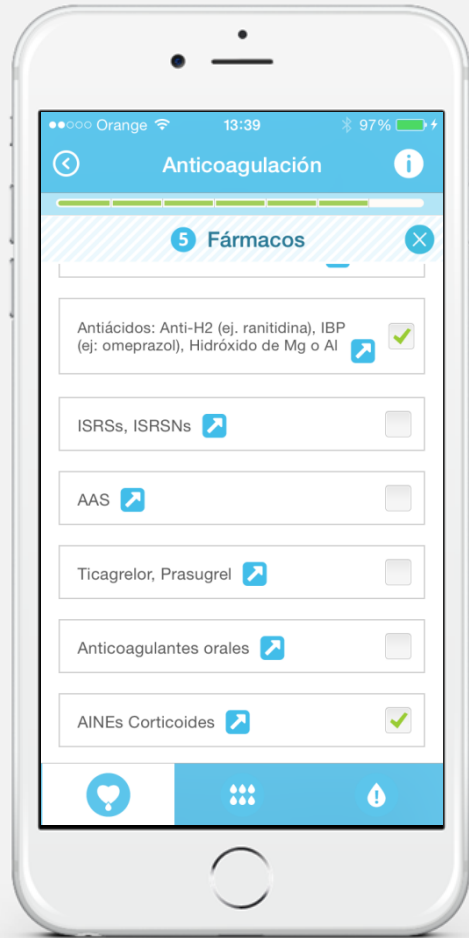 Orange 13:39 97%
Anticoagulación i
5 Fármacos
Antiácidos: Anti-H2 (ej. ranitidina), IBP
(ej: omeprazol), Hidróxido de Mg o Al
ISRSs, ISRSNs
AAS
Ticagrelor, Prasugrel
Anticoagulantes orales
AINEs Corticoides